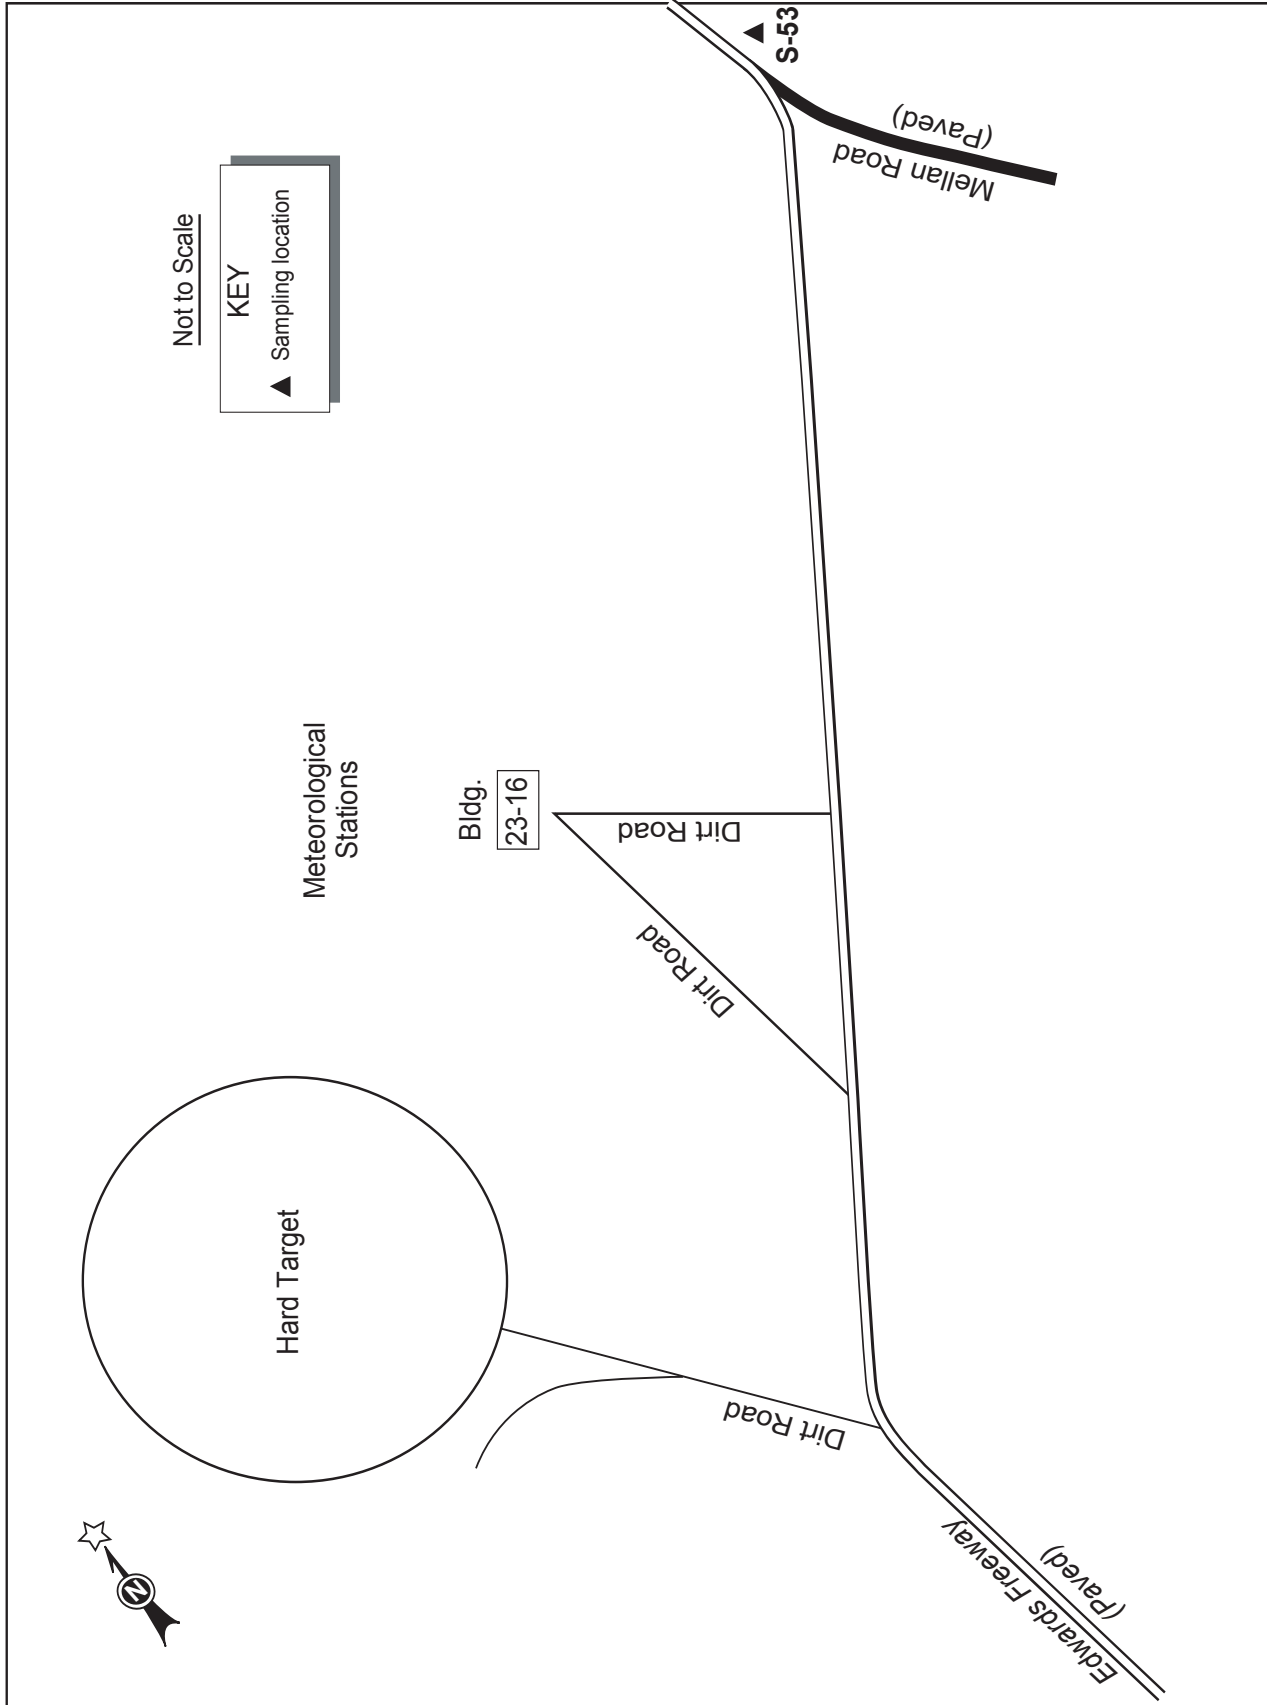 N
Hard Target
Meteorological
Stations
Not to Scale
KEY
▲ Sampling location
Bldg.
23-16
Dirt Road
Dirt Road
Dirt Road
Edwards Freeway
(Paved)
Mellan Road
(Paved)
▲
S-53